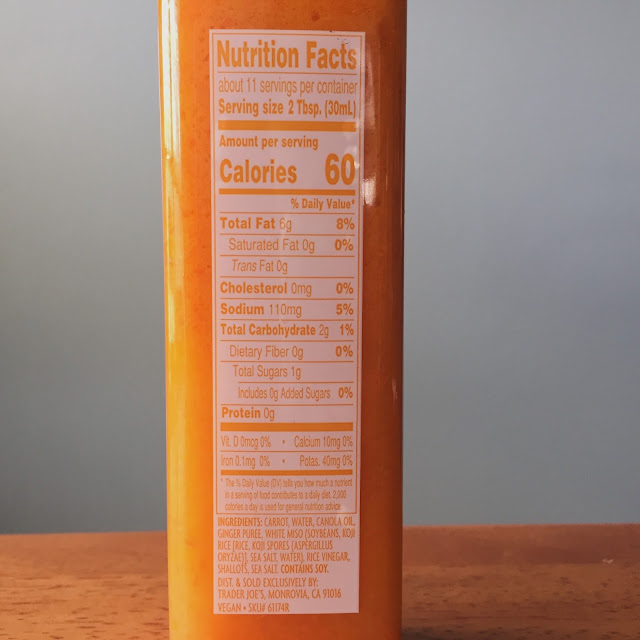 Nutrition Facts
about 11 servings per container
Serving size 2 Tbsp. (30mL)
Amount per serving
Calories 60
% Daily Value*
Total Fat 6g 8%
Saturated Fat 0g 0%
Trans Fat 0g
Cholesterol 0mg 0%
Sodium 110mg 5%
Total Carbohydrate 2g 1%
Dietary Fiber 0g 0%
Total Sugars 1g
Includes 0g Added Sugars 0%
Protein 0g
Vit. D 0mcg 0% • Calcium 10mg 0%
Iron 0.1mg 0% • Potas. 40mg 0%
* The % Daily Value (DV) tells you how much a nutrient
in a serving of food contributes to a daily diet. 2,000
calories a day is used for general nutrition advice.
INGREDIENTS: CARROT, WATER, CANOLA OIL,
GINGER PUREE, WHITE MISO (SOYBEANS, KOJI
RICE [RICE, KOJI SPORES (ASPERGILLUS
ORYZAE)], SEA SALT, WATER), RICE VINEGAR,
SHALLOTS, SEA SALT. CONTAINS SOY.
DIST. & SOLD EXCLUSIVELY BY:
TRADER JOE'S, MONROVIA, CA 91016
VEGAN • SKU# 61174R